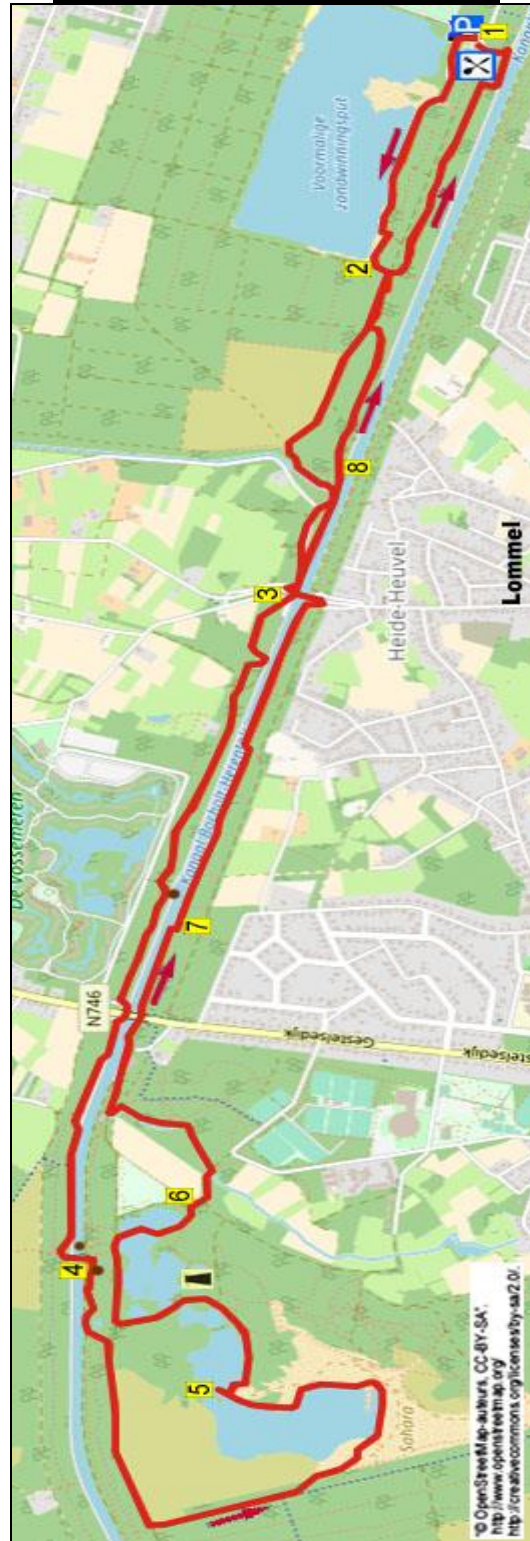 De Vossemeren
N746
Kanaal Bocholt-Herentals
Gestelsedijk
Gestelsedijk
Voormalige
zandwinningsput
Kanaal
P
1
2
3
4
5
6
7
8
Heide-Heuvel
Lommel
Sahara
"© OpenStreetMap-auteurs, CC-BY-SA",
http://www.openstreetmap.org/
http://creativecommons.org/licenses/by-sa/2.0/.